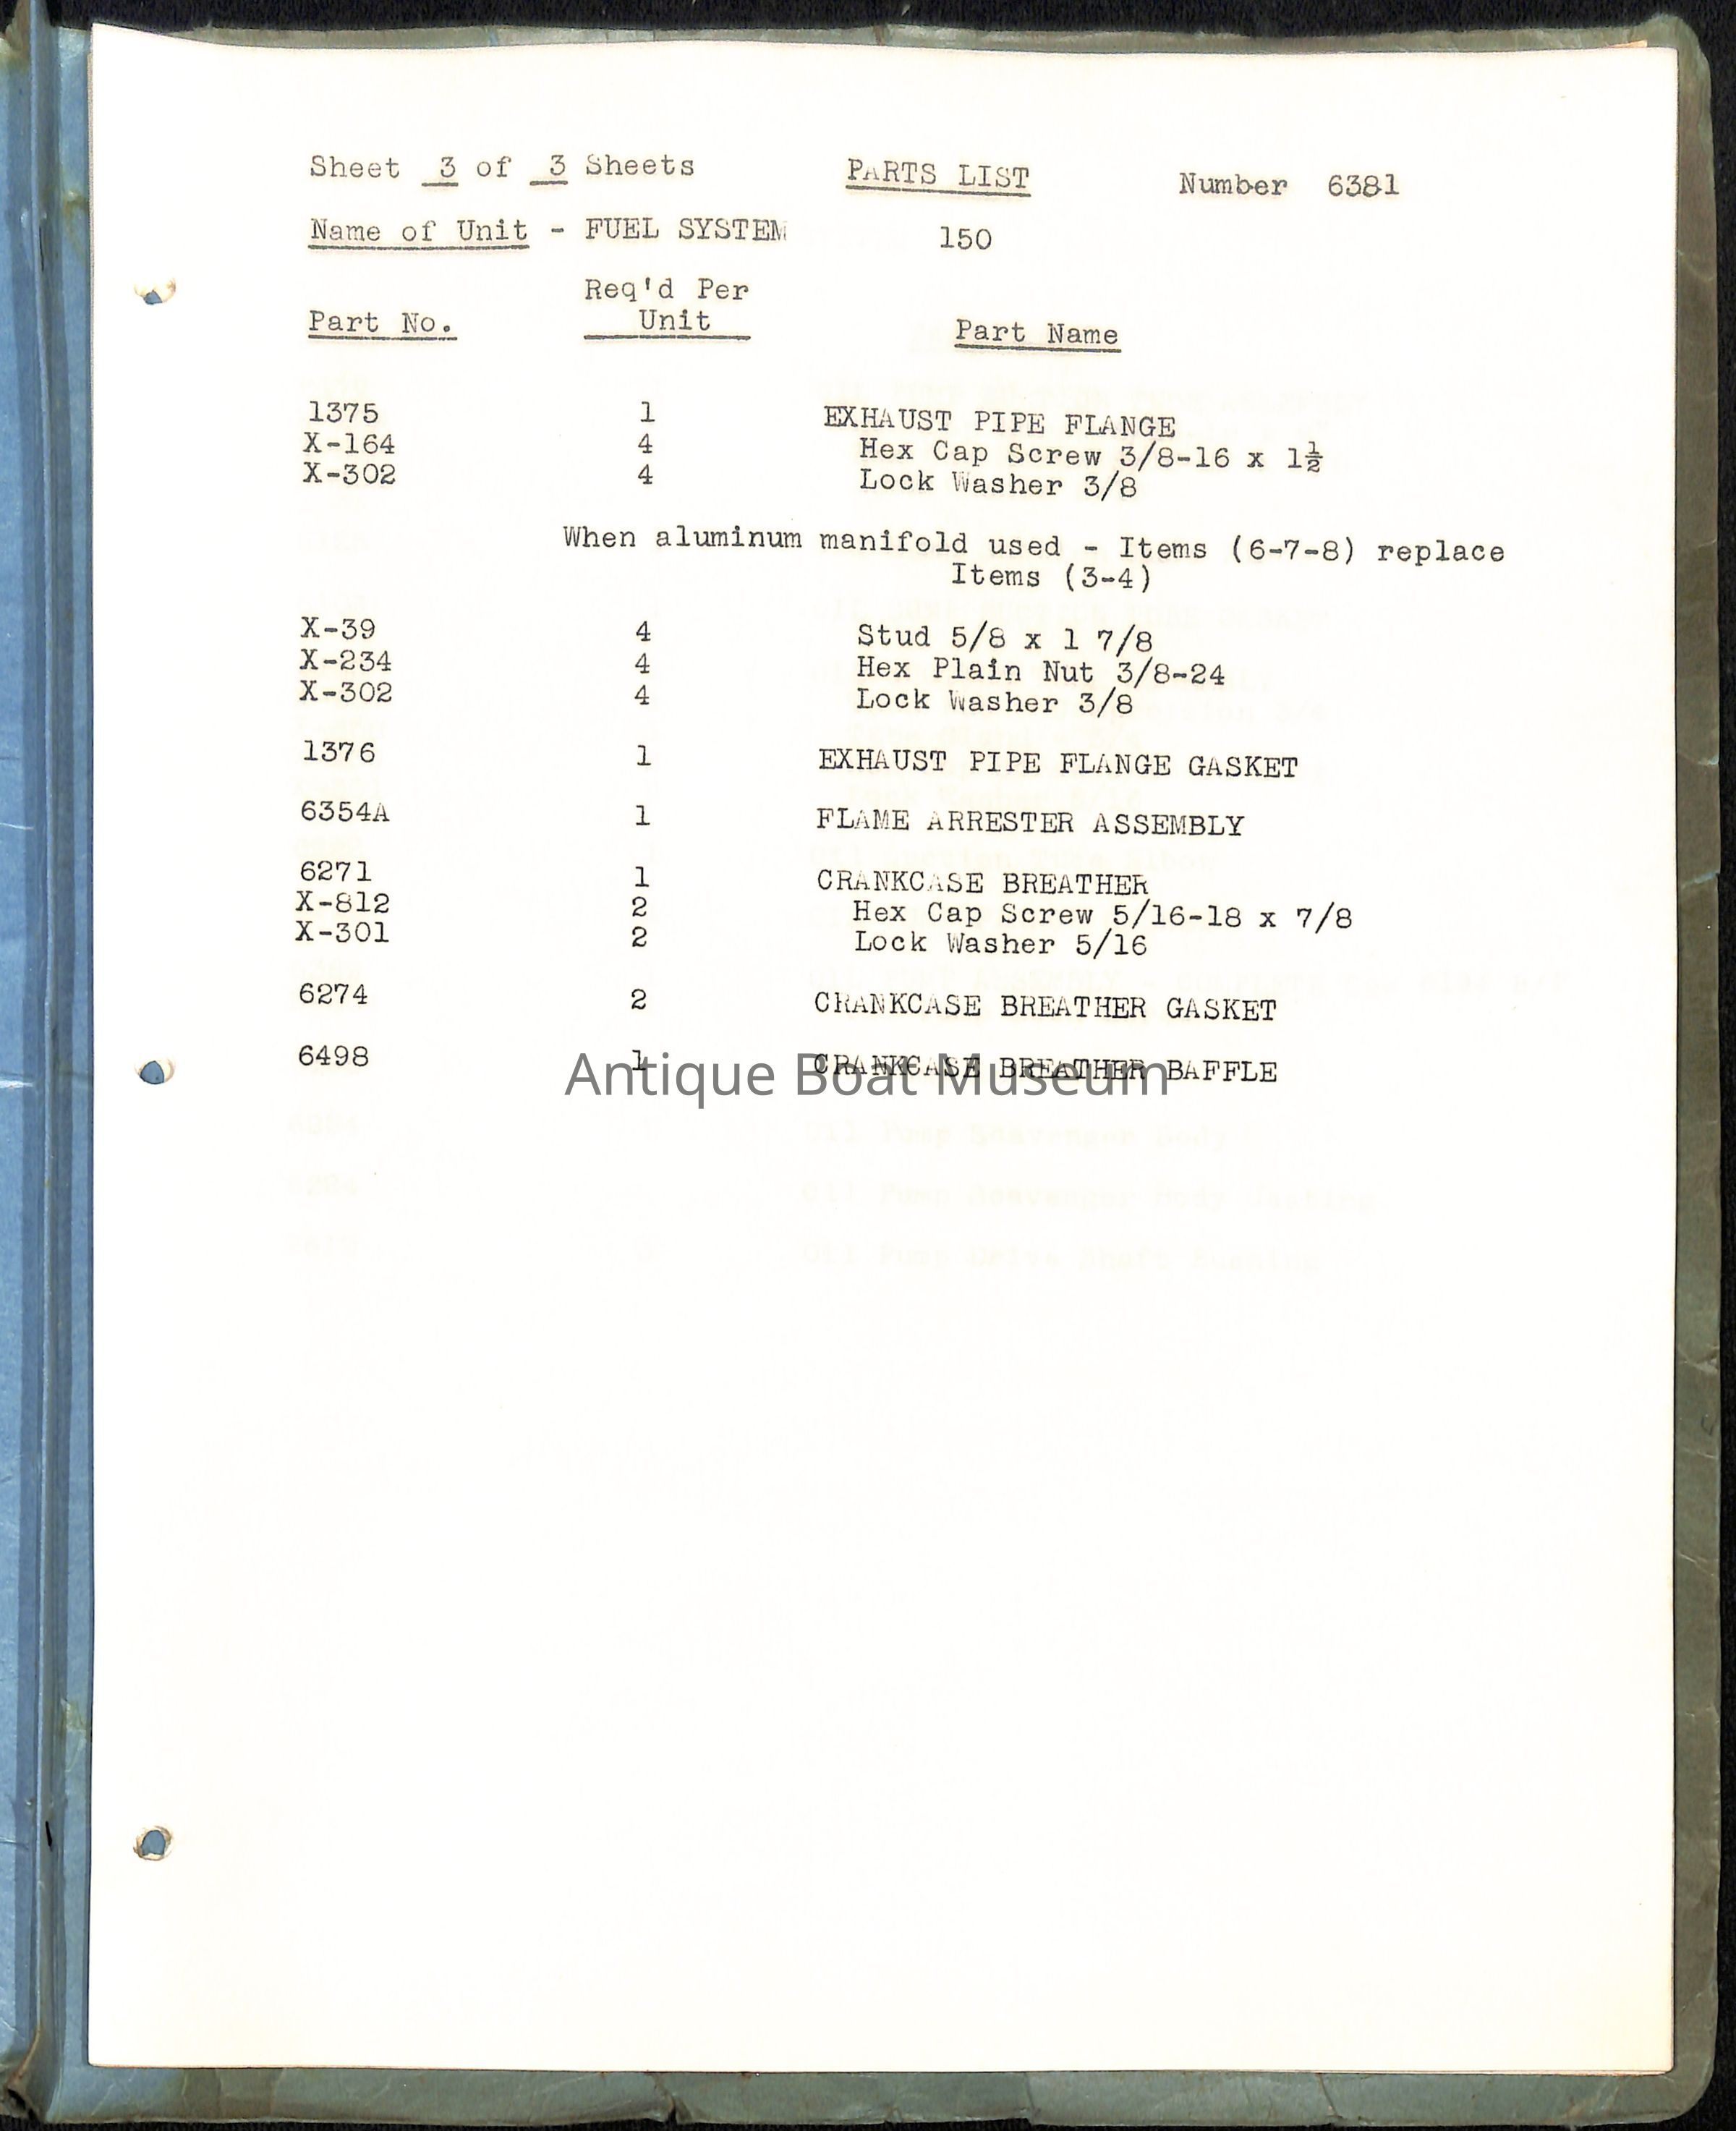 Sheet 3 of 3 Sheets PARTS LIST Number 6381
Name of Unit - FUEL SYSTEM 150
Req'd Per
Part No. Unit Part Name
1375 1 EXHAUST PIPE FLANGE
X-164 4 Hex Cap Screw 3/8-16 x 1½
X-302 4 Lock Washer 3/8
When aluminum manifold used - Items (6-7-8) replace
Items (3-4)
X-39 4 Stud 5/8 x 1 7/8
X-234 4 Hex Plain Nut 3/8-24
X-302 4 Lock Washer 3/8
1376 1 EXHAUST PIPE FLANGE GASKET
6354A 1 FLAME ARRESTER ASSEMBLY
6271 1 CRANKCASE BREATHER
X-812 2 Hex Cap Screw 5/16-18 x 7/8
X-301 2 Lock Washer 5/16
6274 2 CRANKCASE BREATHER GASKET
6498 1 CRANKCASE BREATHER BAFFLE
Antique Boat Museum